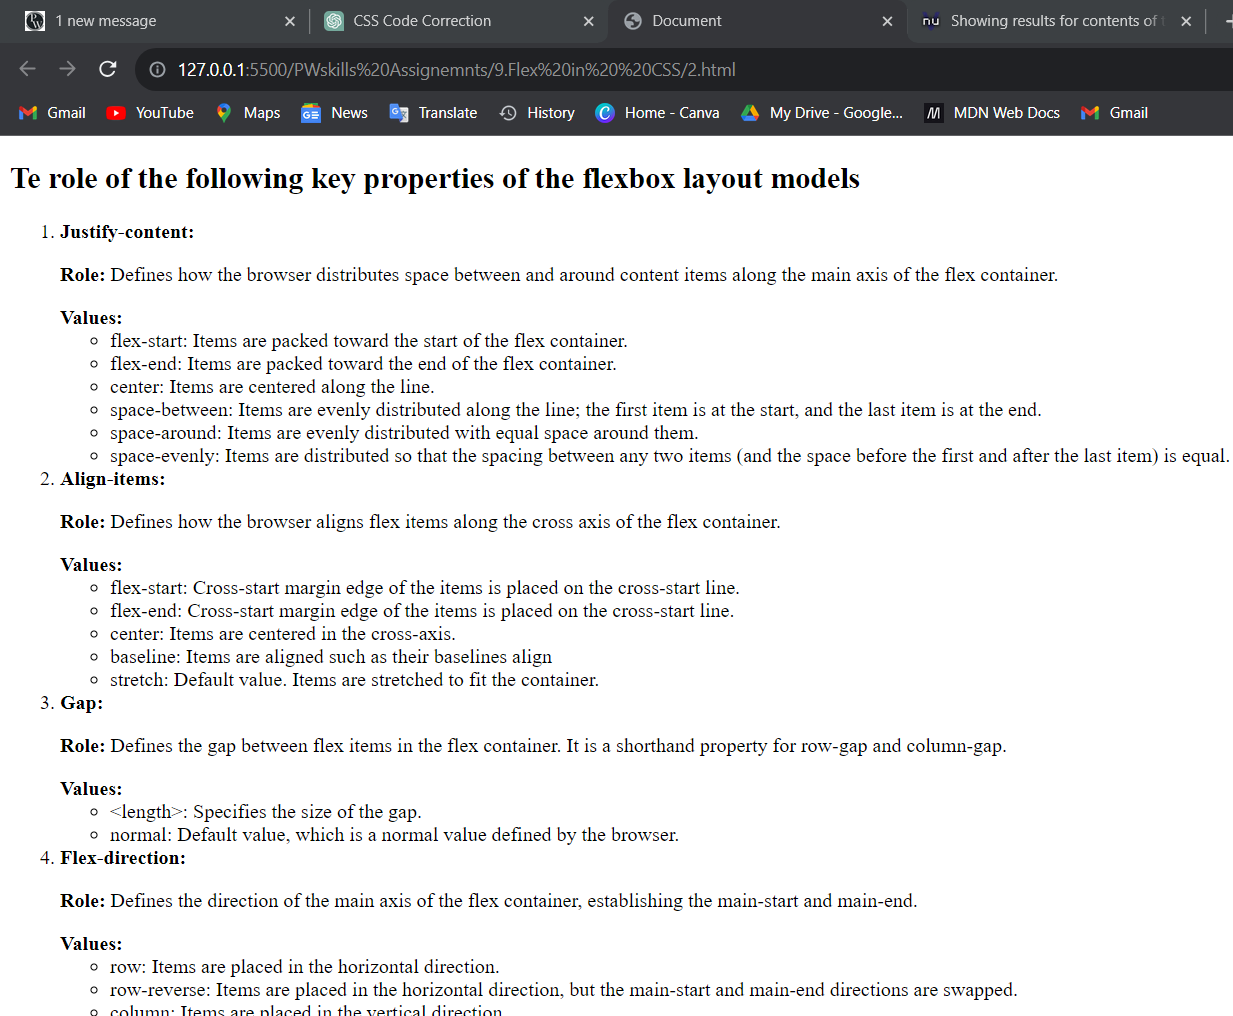 1 new message
CSS Code Correction
Document
nu Showing results for contents of
127.0.0.1:5500/PWskills%20Assignemnts/9.Flex%20in%20%20CSS/2.html
Gmail YouTube Maps News Translate History Home - Canva My Drive - Google... MDN Web Docs Gmail
Te role of the following key properties of the flexbox layout models
1. Justify-content:
Role: Defines how the browser distributes space between and around content items along the main axis of the flex container.
Values:
flex-start: Items are packed toward the start of the flex container.
flex-end: Items are packed toward the end of the flex container.
center: Items are centered along the line.
space-between: Items are evenly distributed along the line; the first item is at the start, and the last item is at the end.
space-around: Items are evenly distributed with equal space around them.
space-evenly: Items are distributed so that the spacing between any two items (and the space before the first and after the last item) is equal.
2. Align-items:
Role: Defines how the browser aligns flex items along the cross axis of the flex container.
Values:
flex-start: Cross-start margin edge of the items is placed on the cross-start line.
flex-end: Cross-start margin edge of the items is placed on the cross-start line.
center: Items are centered in the cross-axis.
baseline: Items are aligned such as their baselines align
stretch: Default value. Items are stretched to fit the container.
3. Gap:
Role: Defines the gap between flex items in the flex container. It is a shorthand property for row-gap and column-gap.
Values:
<length>: Specifies the size of the gap.
normal: Default value, which is a normal value defined by the browser.
4. Flex-direction:
Role: Defines the direction of the main axis of the flex container, establishing the main-start and main-end.
Values:
row: Items are placed in the horizontal direction.
row-reverse: Items are placed in the horizontal direction, but the main-start and main-end directions are swapped.
column: Items are placed in the vertical direction